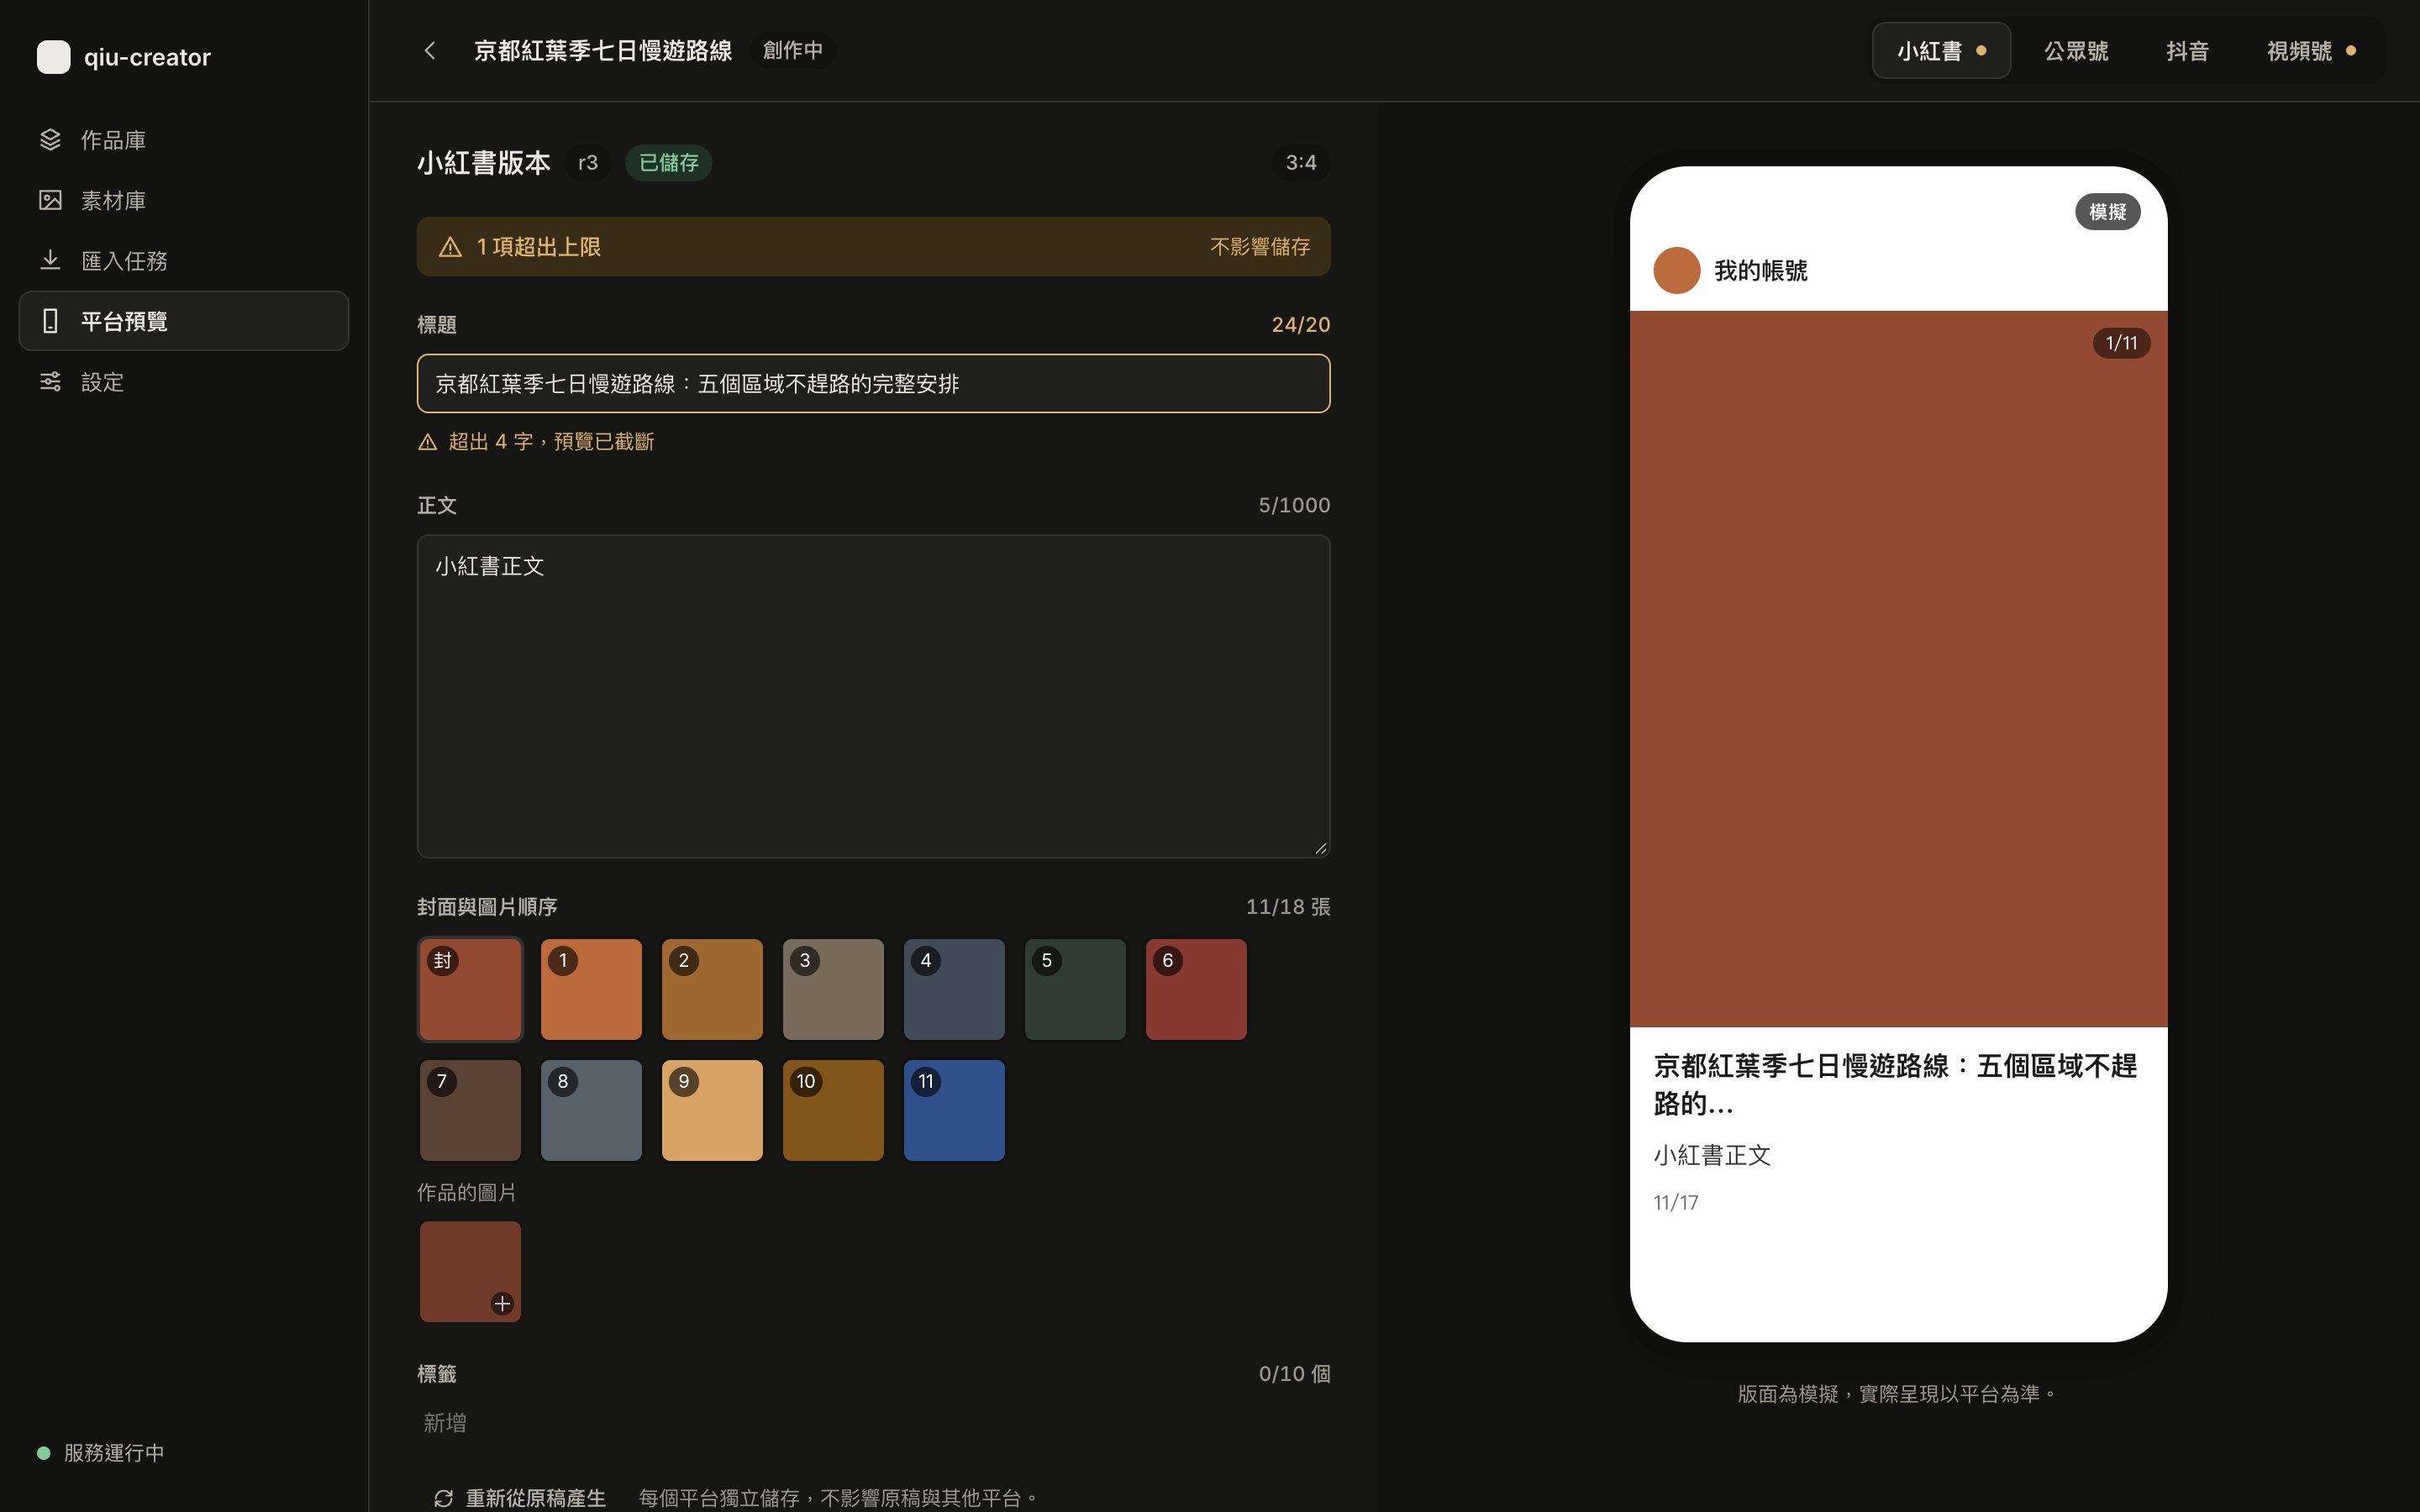 qiu-creator
作品庫
素材庫
匯入任務
平台預覽
設定
服務運行中
京都紅葉季七日慢遊路線 創作中
小紅書 公眾號 抖音 視頻號
小紅書版本 r3 已儲存 3:4
1 項超出上限 不影響儲存
標題 24/20
京都紅葉季七日慢遊路線：五個區域不趕路的完整安排
超出 4 字，預覽已截斷
正文 5/1000
小紅書正文
封面與圖片順序 11/18 張
封 1 2 3 4 5 6
7 8 9 10 11
作品的圖片
標籤 0/10 個
新增
重新從原稿產生 每個平台獨立儲存，不影響原稿與其他平台。
模擬
我的帳號
1/11
京都紅葉季七日慢遊路線：五個區域不趕
路的…
小紅書正文
11/17
版面為模擬，實際呈現以平台為準。